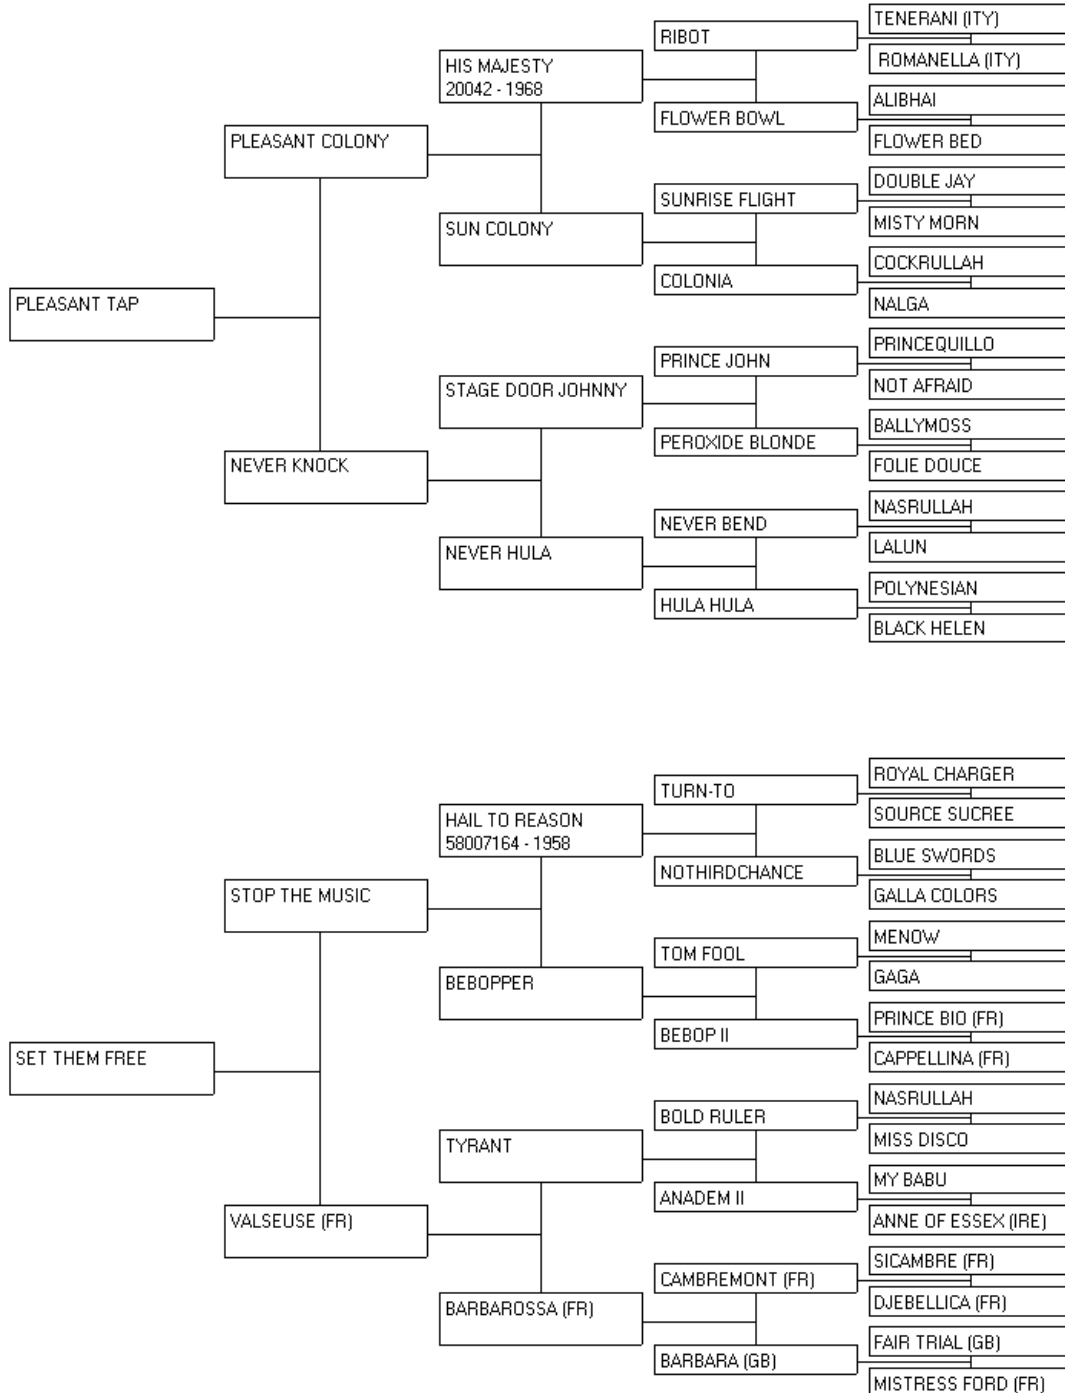 TENERANI (ITY)
RIBOT
ROMANELLA (ITY)
HIS MAJESTY
20042 - 1968
ALIBHAI
FLOWER BOWL
FLOWER BED
PLEASANT COLONY
DOUBLE JAY
SUNRISE FLIGHT
MISTY MORN
SUN COLONY
COCKRULLAH
COLONIA
NALGA
PLEASANT TAP
PRINCEQUILLO
PRINCE JOHN
NOT AFRAID
STAGE DOOR JOHNNY
BALLYMOSS
PEROXIDE BLONDE
FOLIE DOUCE
NEVER KNOCK
NASRULLAH
NEVER BEND
LALUN
NEVER HULA
POLYNESIAN
HULA HULA
BLACK HELEN
ROYAL CHARGER
TURN-TO
SOURCE SUCREE
HAIL TO REASON
58007164 - 1958
BLUE SWORDS
NOTHIRDCHANCE
GALLA COLORS
STOP THE MUSIC
MENOW
TOM FOOL
GAGA
BEBOPPER
PRINCE BIO (FR)
BEBOP II
CAPPELLINA (FR)
SET THEM FREE
NASRULLAH
BOLD RULER
MISS DISCO
TYRANT
MY BABU
ANADEM II
ANNE OF ESSEX (IRE)
VALSEUSE (FR)
SICAMBRE (FR)
CAMBREMONT (FR)
DJEBELLICA (FR)
BARBAROSSA (FR)
FAIR TRIAL (GB)
BARBARA (GB)
MISTRESS FORD (FR)